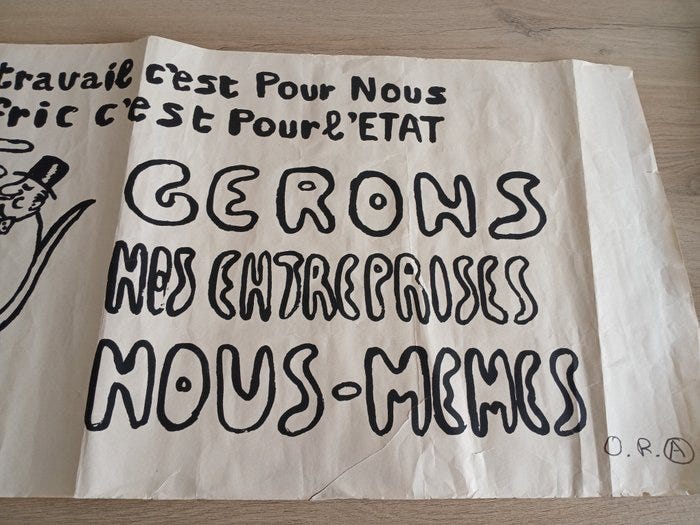 travail c'est Pour Nous
fric c'est Pour l'ETAT
GERONS
NOS ENTREPRISES
NOUS-MEMES
O.R.A